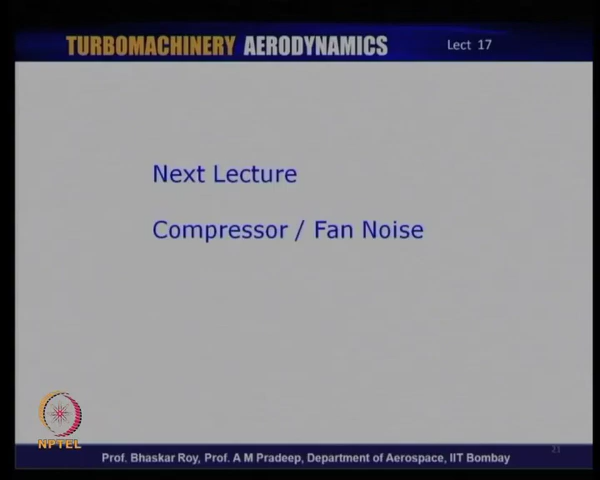 TURBOMACHINERY AERODYNAMICS
Lect 17
Next Lecture
Compressor / Fan Noise
NPTEL
21
Prof. Bhaskar Roy, Prof. A M Pradeep, Department of Aerospace, IIT Bombay